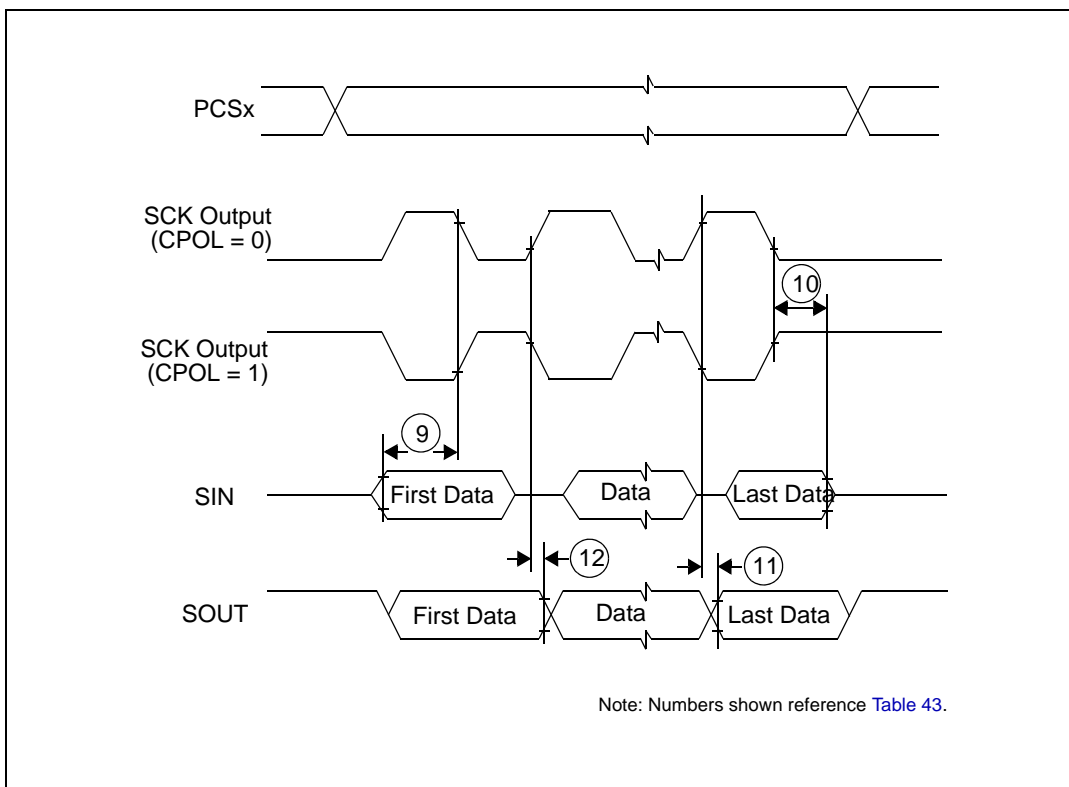 PCSx
SCK Output
(CPOL = 0)
10
SCK Output
(CPOL = 1)
9
SIN
First Data
Data
Last Data
12
11
SOUT
First Data
Data
Last Data
Note: Numbers shown reference Table 43.